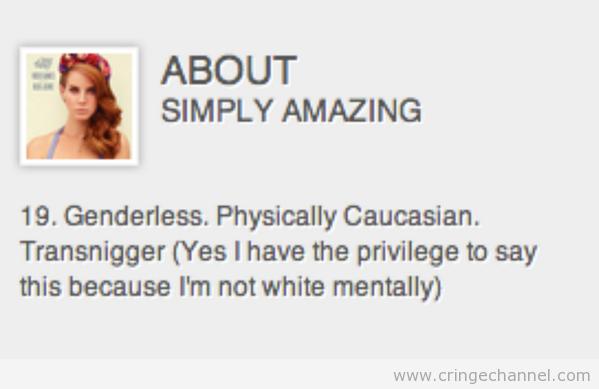 ABOUT
SIMPLY AMAZING
19. Genderless. Physically Caucasian.
Transnigger (Yes I have the privilege to say
this because I'm not white mentally)
www.cringechannel.com